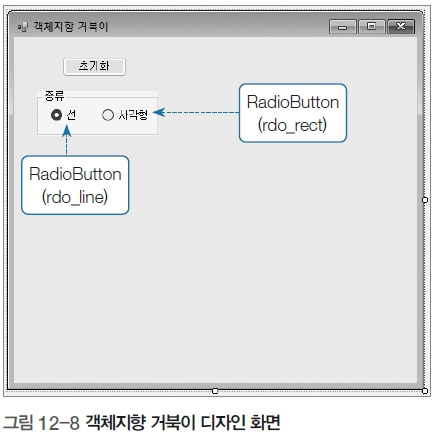 객체지향 거북이
초기화
종류
선
사각형
RadioButton
(rdo_rect)
RadioButton
(rdo_line)
그림 12-8 객체지향 거북이 디자인 화면